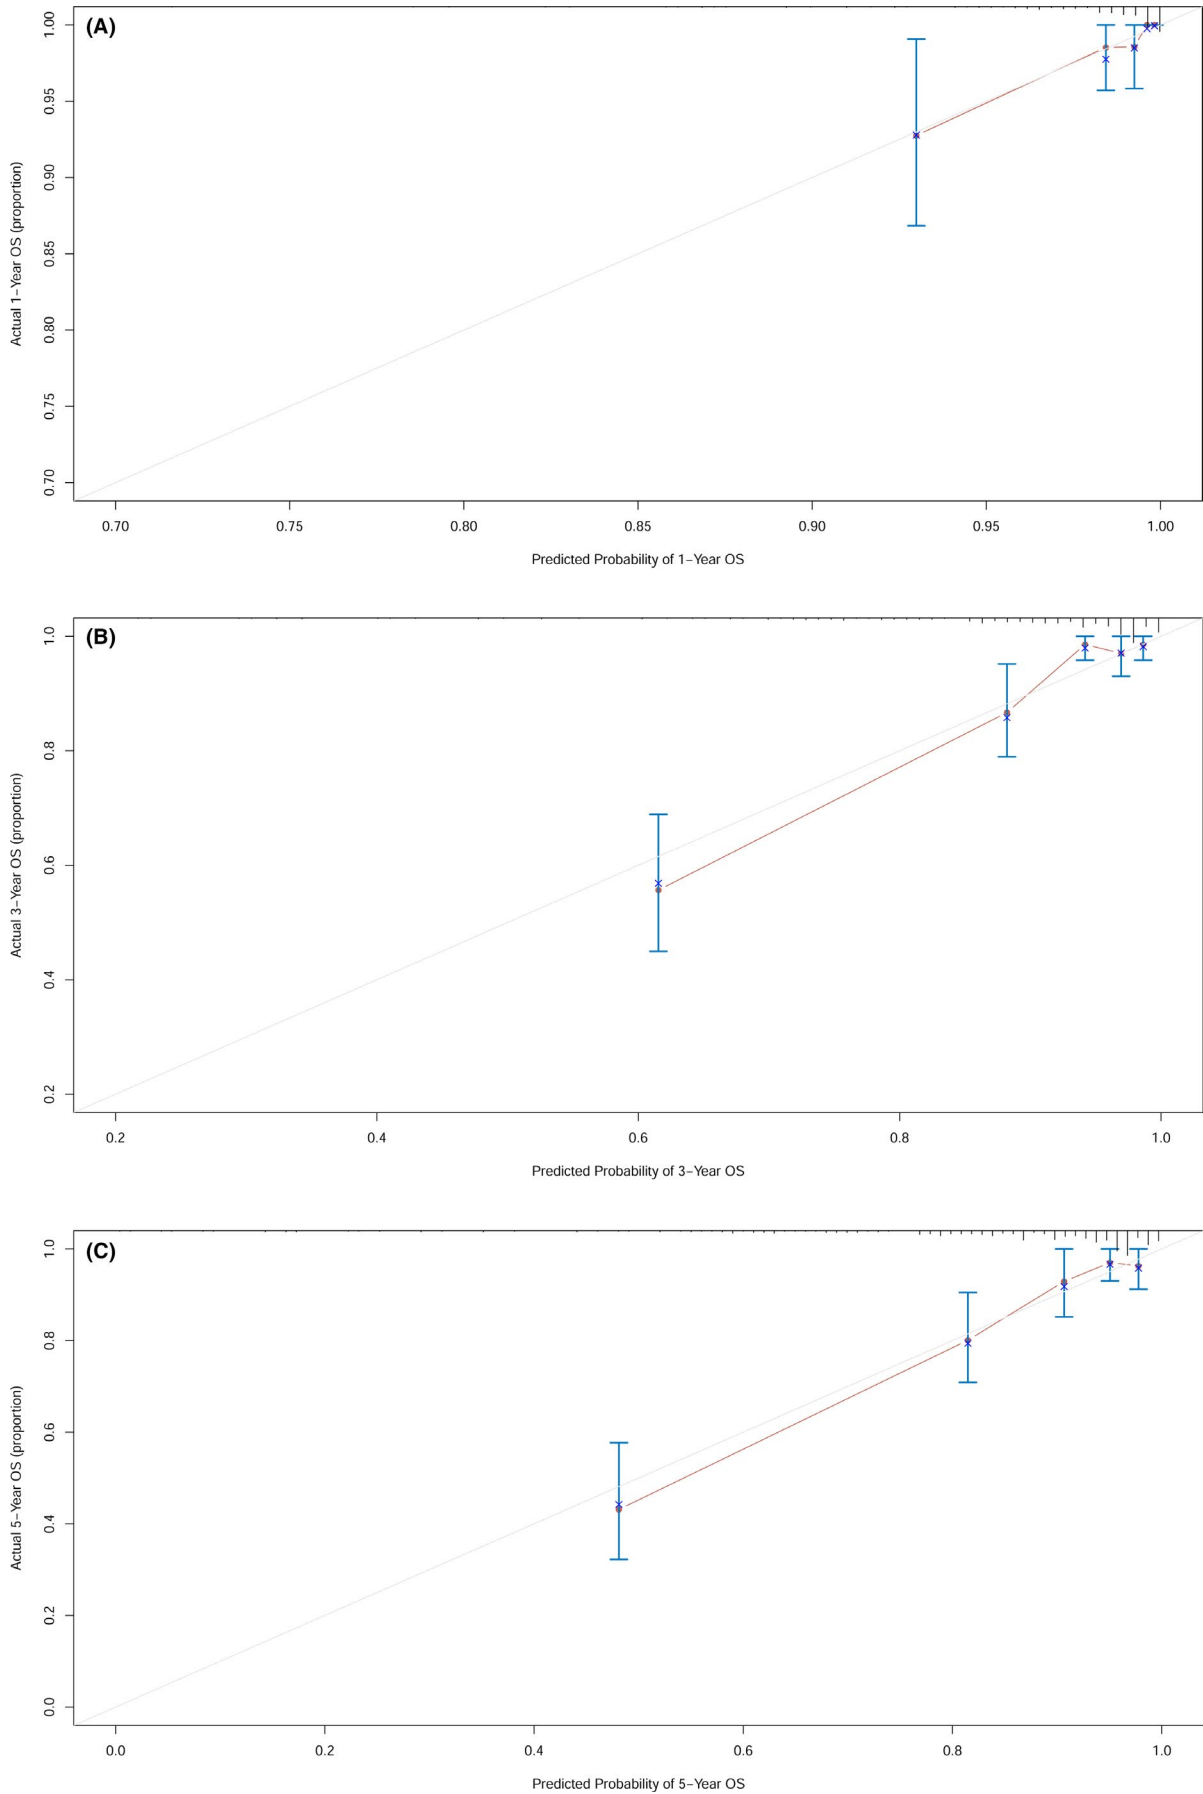 (A)
Actual 1-Year OS (proportion)
1.00
0.95
0.90
0.85
0.80
0.75
0.70
0.70 0.75 0.80 0.85 0.90 0.95 1.00
Predicted Probability of 1-Year OS
(B)
Actual 3-Year OS (proportion)
1.0
0.8
0.6
0.4
0.2
0.2 0.4 0.6 0.8 1.0
Predicted Probability of 3-Year OS
(C)
Actual 5-Year OS (proportion)
1.0
0.8
0.6
0.4
0.2
0.0
0.0 0.2 0.4 0.6 0.8 1.0
Predicted Probability of 5-Year OS